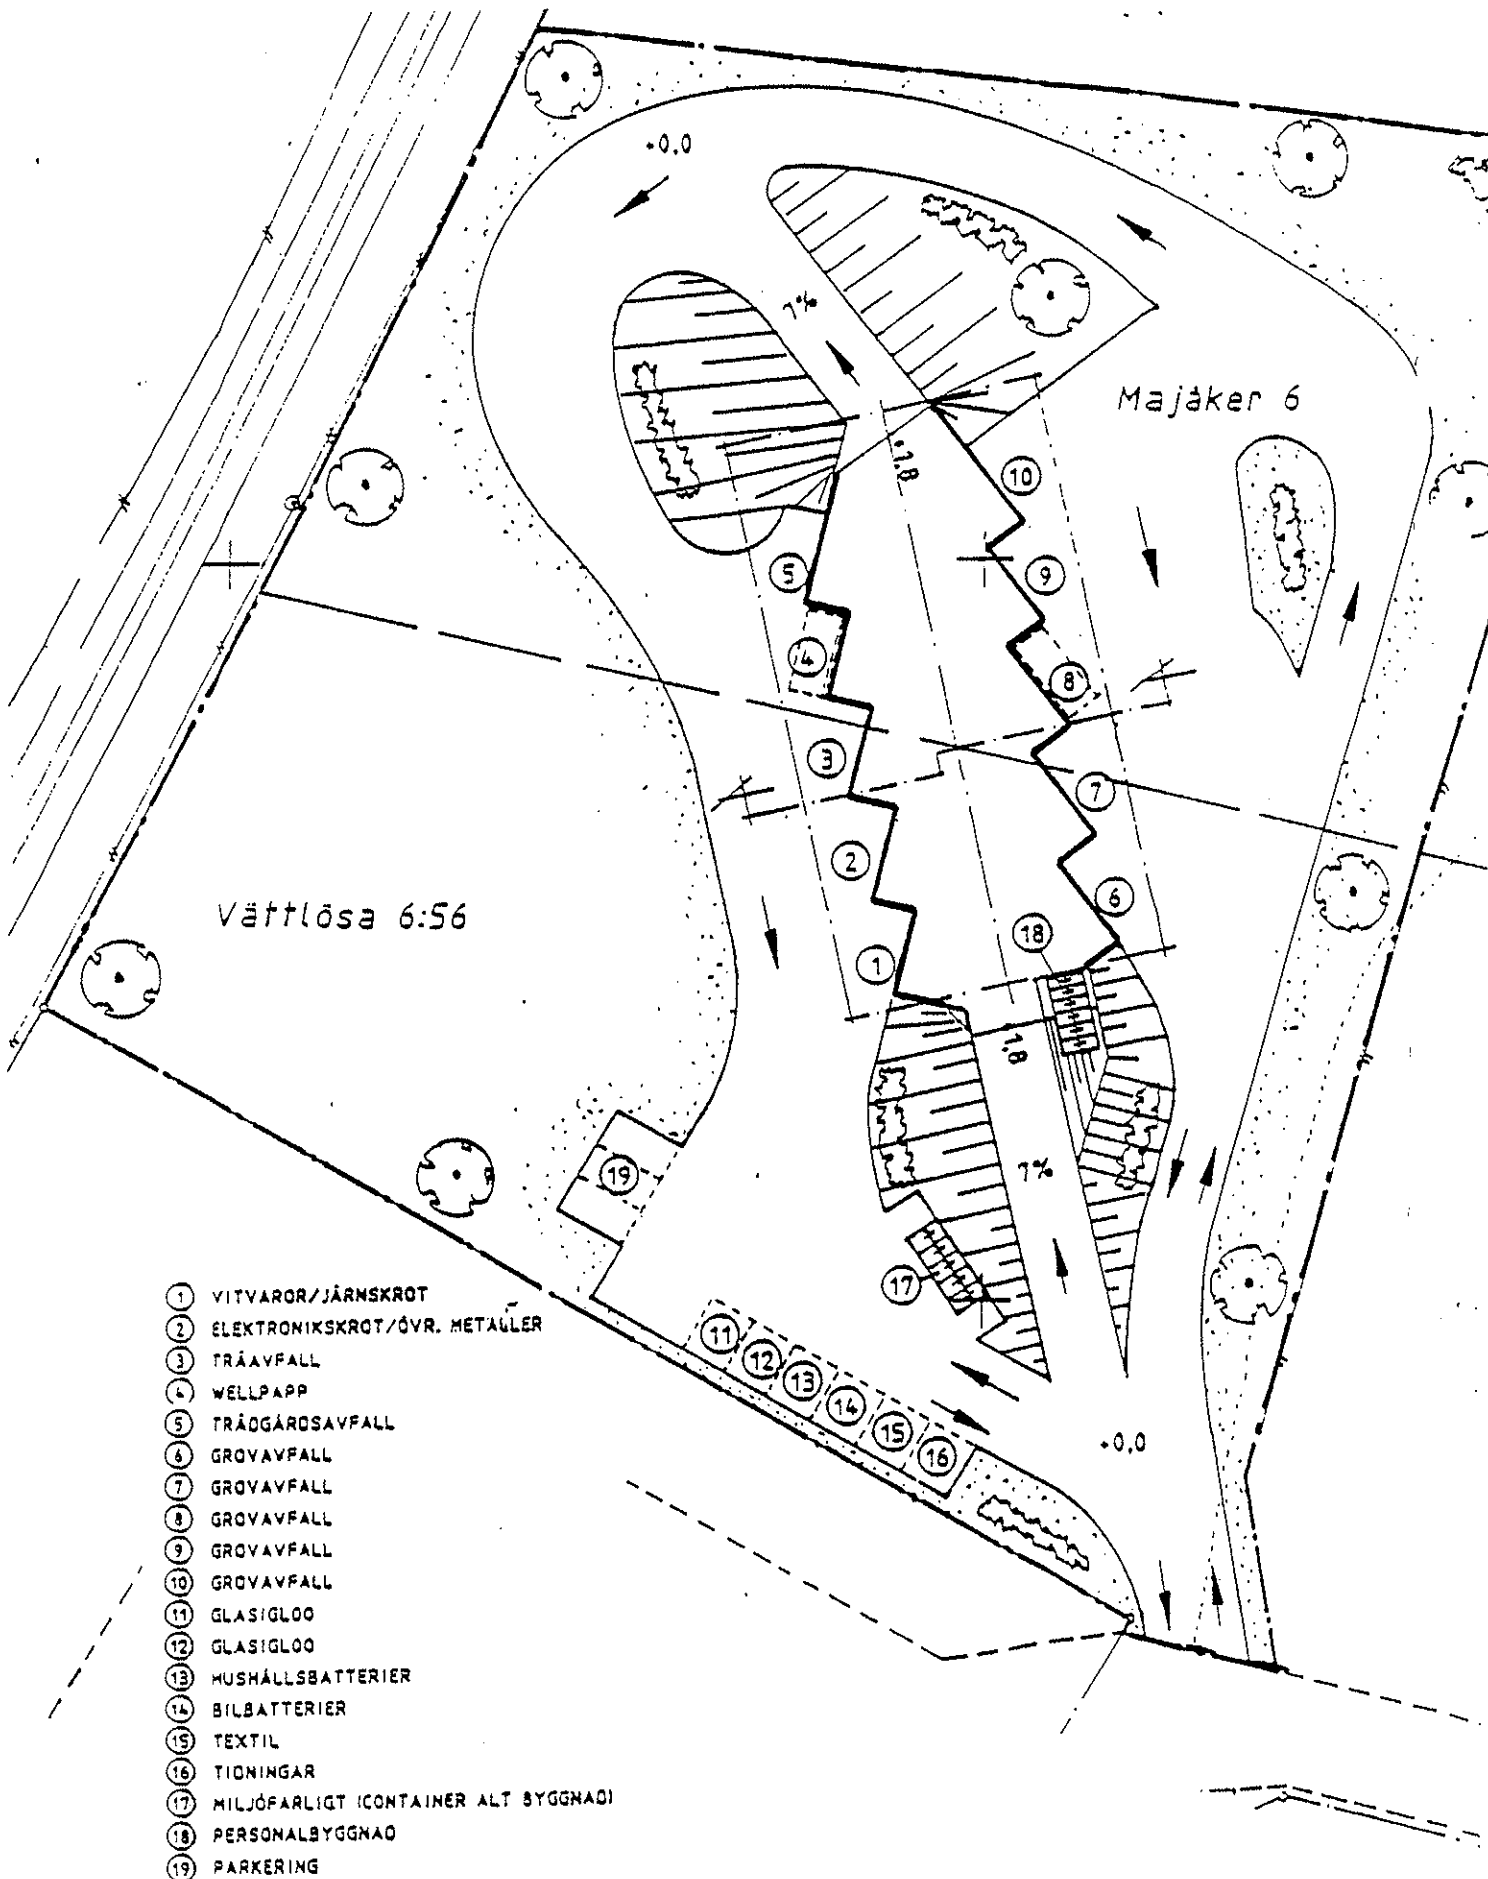 +0,0
7%
Majåker 6
+1,8
10
5
9
4
8
3
7
2
6
Vättlösa 6:56
18
1
+1,8
19
7%
17
11
12
13
14
15
16
+0,0
1 VITVAROR/JÄRNSKROT
2 ELEKTRONIKSKROT/ÖVR. METALLER
3 TRÄAVFALL
4 WELLPAPP
5 TRÄDGÅRDSAVFALL
6 GROVAVFALL
7 GROVAVFALL
8 GROVAVFALL
9 GROVAVFALL
10 GROVAVFALL
11 GLASIGLOO
12 GLASIGLOO
13 HUSHÅLLSBATTERIER
14 BILBATTERIER
15 TEXTIL
16 TIDNINGAR
17 MILJÖFARLIGT (CONTAINER ALT BYGGNAD)
18 PERSONALBYGGNAD
19 PARKERING